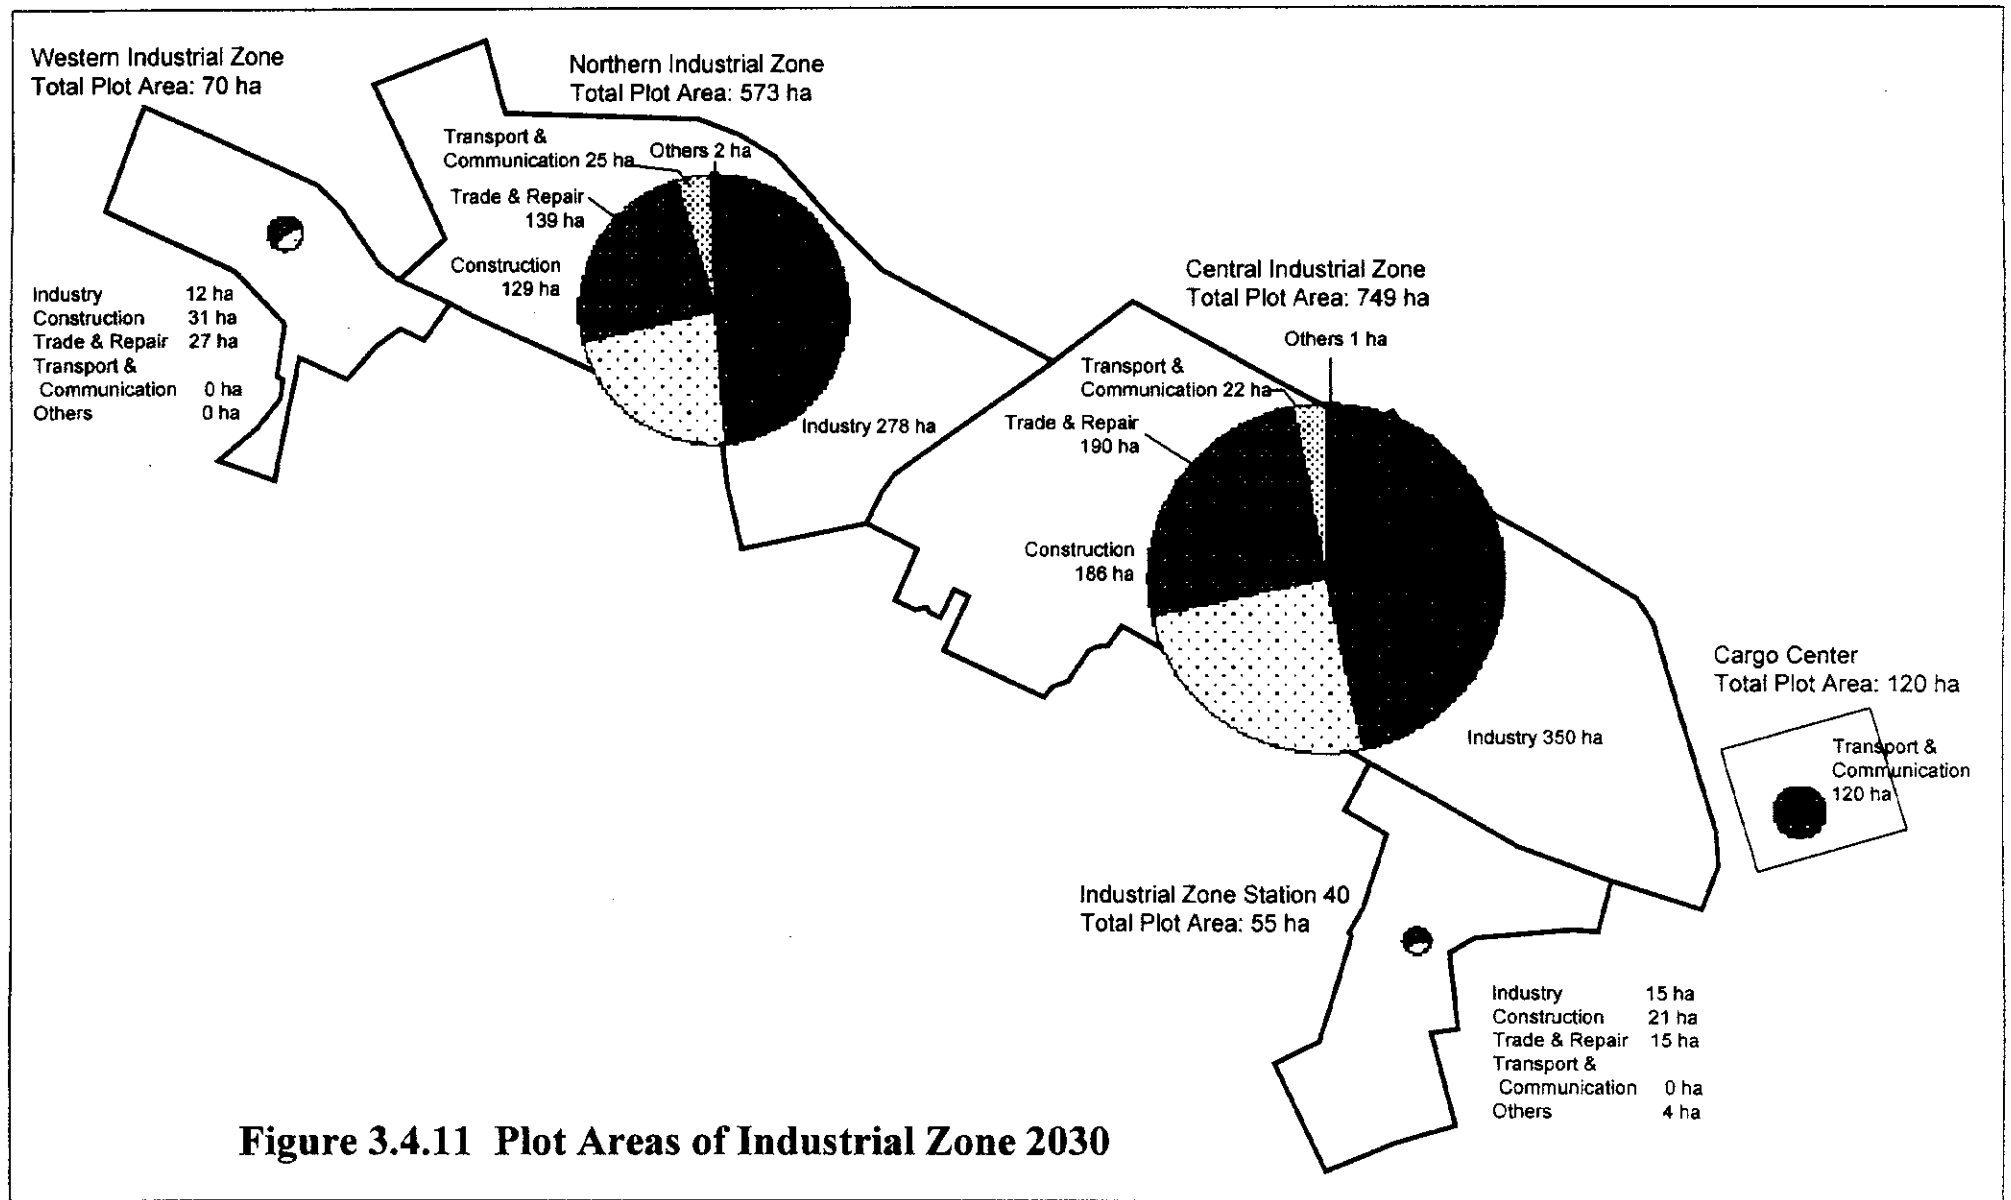 Western Industrial Zone
Total Plot Area: 70 ha
Industry 12 ha
Construction 31 ha
Trade & Repair 27 ha
Transport &
Communication 0 ha
Others 0 ha
Northern Industrial Zone
Total Plot Area: 573 ha
Transport &
Communication 25 ha
Others 2 ha
Trade & Repair
139 ha
Construction
129 ha
Industry 278 ha
Central Industrial Zone
Total Plot Area: 749 ha
Others 1 ha
Transport &
Communication 22 ha
Trade & Repair
190 ha
Construction
186 ha
Industry 350 ha
Cargo Center
Total Plot Area: 120 ha
Transport &
Communication
120 ha
Industrial Zone Station 40
Total Plot Area: 55 ha
Industry 15 ha
Construction 21 ha
Trade & Repair 15 ha
Transport &
Communication 0 ha
Others 4 ha
Figure 3.4.11 Plot Areas of Industrial Zone 2030